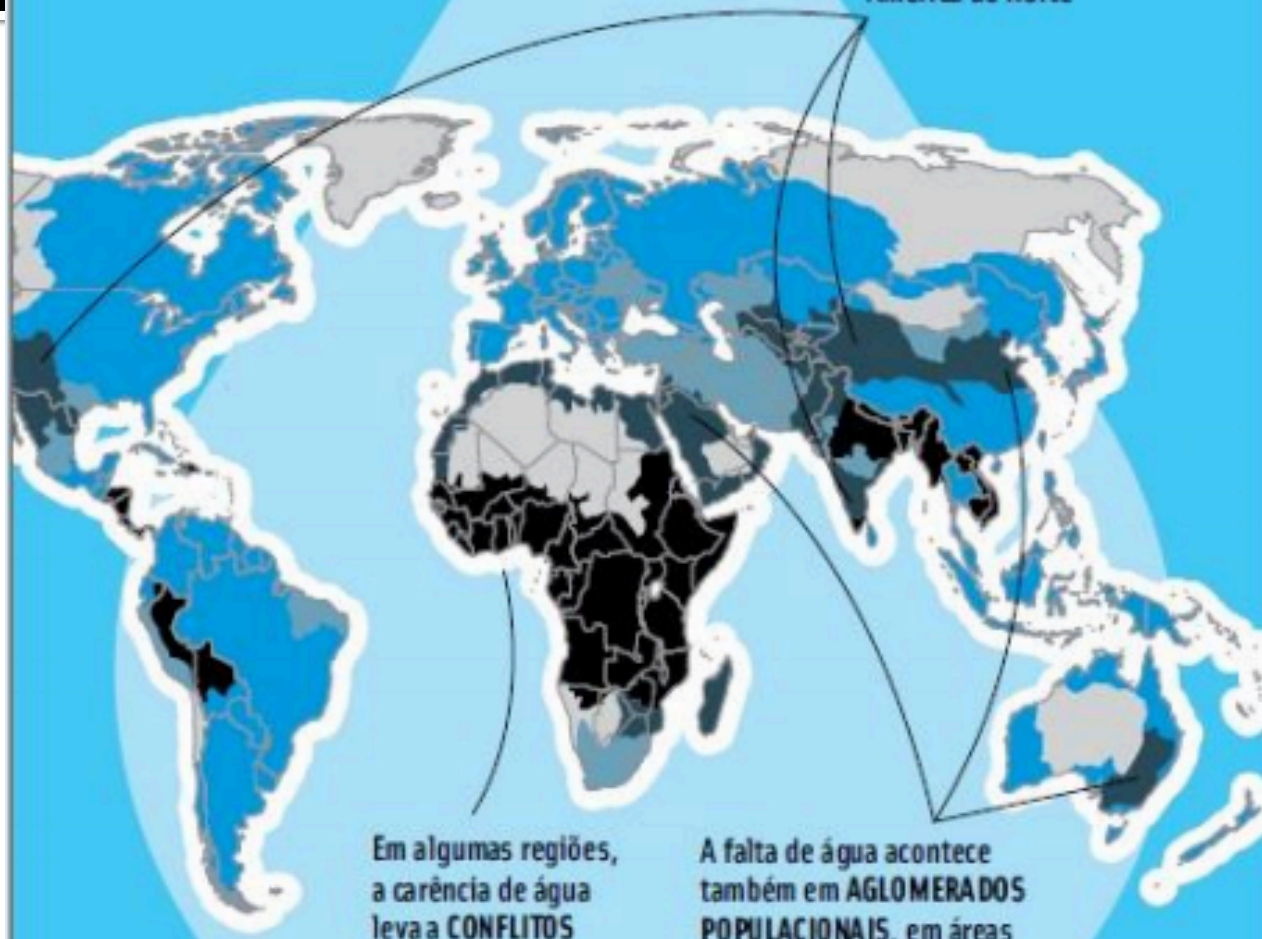 Em algumas regiões,
a carência de água
leva a CONFLITOS
A falta de água acontece
também em AGLOMERADOS
POPULACIONAIS, em áreas